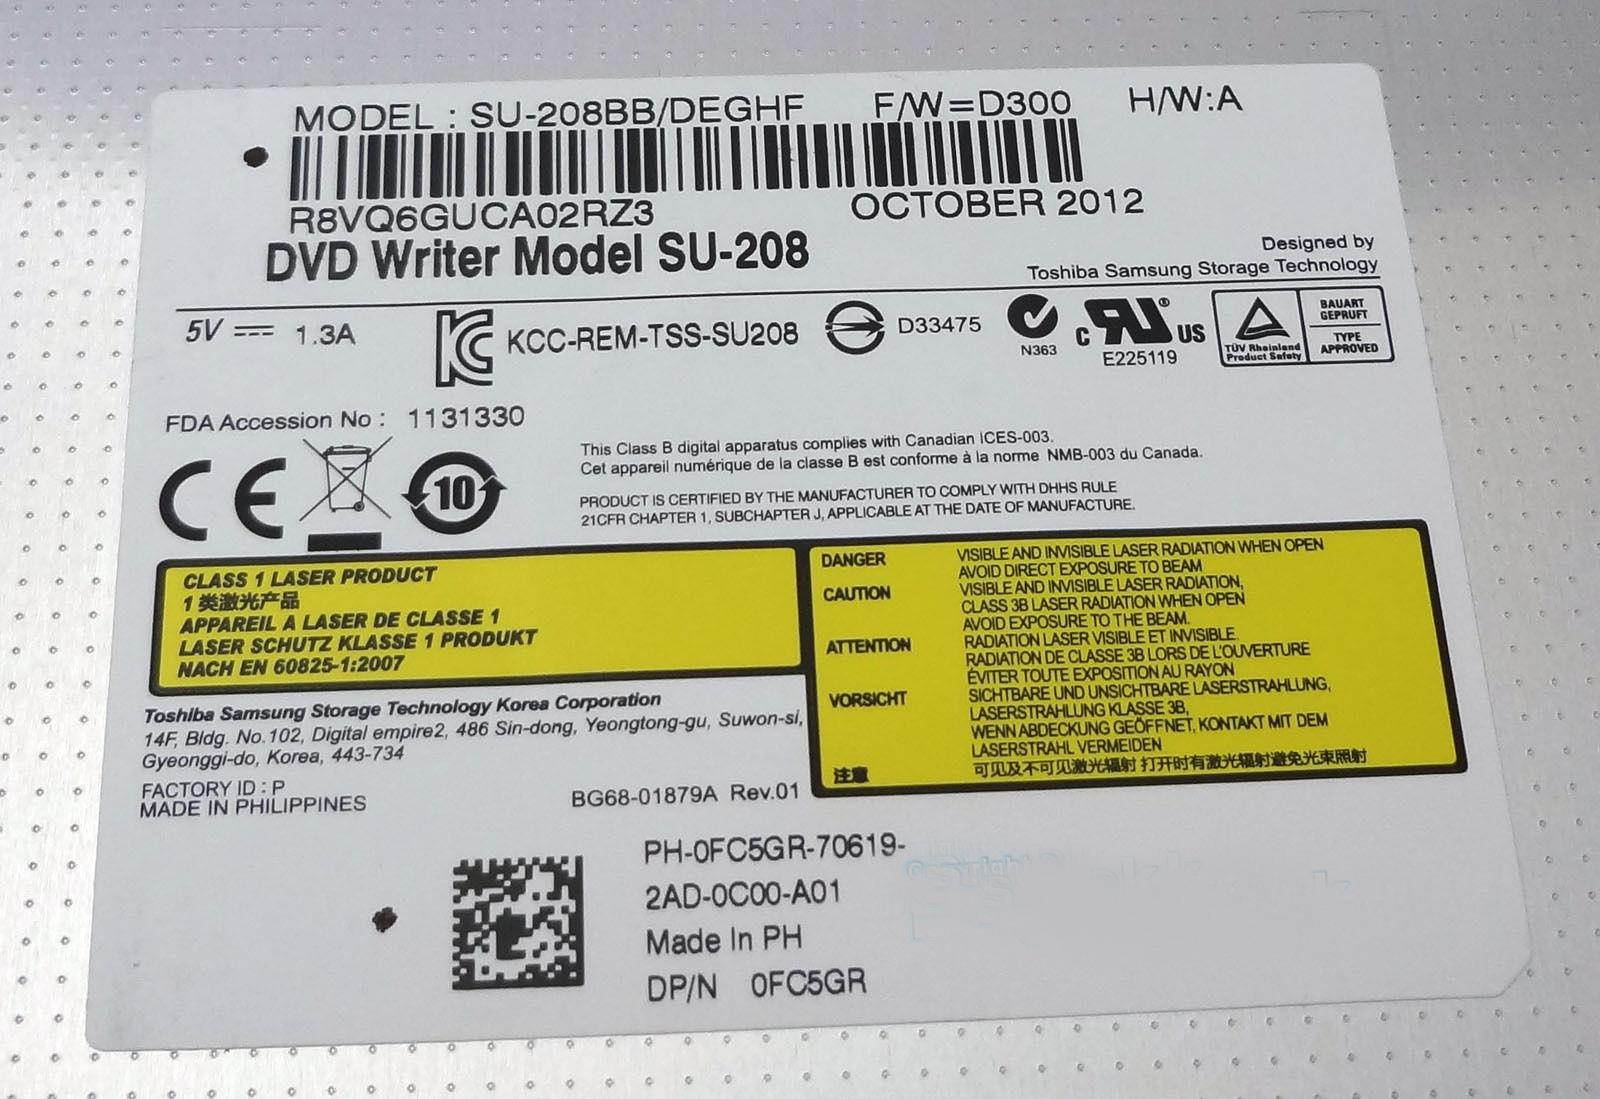 MODEL : SU-208BB/DEGHF F/W=D300 H/W:A
R8VQ6GUCA02RZ3 OCTOBER 2012
DVD Writer Model SU-208
Designed by
Toshiba Samsung Storage Technology
5V 1.3A KCC-REM-TSS-SU208 D33475 N363 c RU ® US E225119
TÜV Rheinland
Product Safety
BAUART
GEPRUFT
TYPE
APPROVED
FDA Accession No : 1131330
CE 10
This Class B digital apparatus complies with Canadian ICES-003.
Cet appareil numérique de la classe B est conforme à la norme NMB-003 du Canada.
PRODUCT IS CERTIFIED BY THE MANUFACTURER TO COMPLY WITH DHHS RULE
21CFR CHAPTER 1, SUBCHAPTER J, APPLICABLE AT THE DATE OF MANUFACTURE.
CLASS 1 LASER PRODUCT
1 类激光产品
APPAREIL A LASER DE CLASSE 1
LASER SCHUTZ KLASSE 1 PRODUKT
NACH EN 60825-1:2007
DANGER VISIBLE AND INVISIBLE LASER RADIATION WHEN OPEN
AVOID DIRECT EXPOSURE TO BEAM
CAUTION VISIBLE AND INVISIBLE LASER RADIATION,
CLASS 3B LASER RADIATION WHEN OPEN
AVOID EXPOSURE TO THE BEAM.
ATTENTION RADIATION LASER VISIBLE ET INVISIBLE.
RADIATION DE CLASSE 3B LORS DE L'OUVERTURE
ÉVITER TOUTE EXPOSITION AU RAYON
VORSICHT SICHTBARE UND UNSICHTBARE LASERSTRAHLUNG,
LASERSTRAHLUNG KLASSE 3B,
WENN ABDECKUNG GEÖFFNET, KONTAKT MIT DEM
LASERSTRAHL VERMEIDEN
注意 可见及不可见激光辐射 打开时有激光辐射避免光束照射
Toshiba Samsung Storage Technology Korea Corporation
14F, Bldg. No.102, Digital empire2, 486 Sin-dong, Yeongtong-gu, Suwon-si,
Gyeonggi-do, Korea, 443-734
FACTORY ID : P
MADE IN PHILIPPINES
BG68-01879A Rev.01
PH-0FC5GR-70619-
2AD-0C00-A01
Made In PH
DP/N 0FC5GR